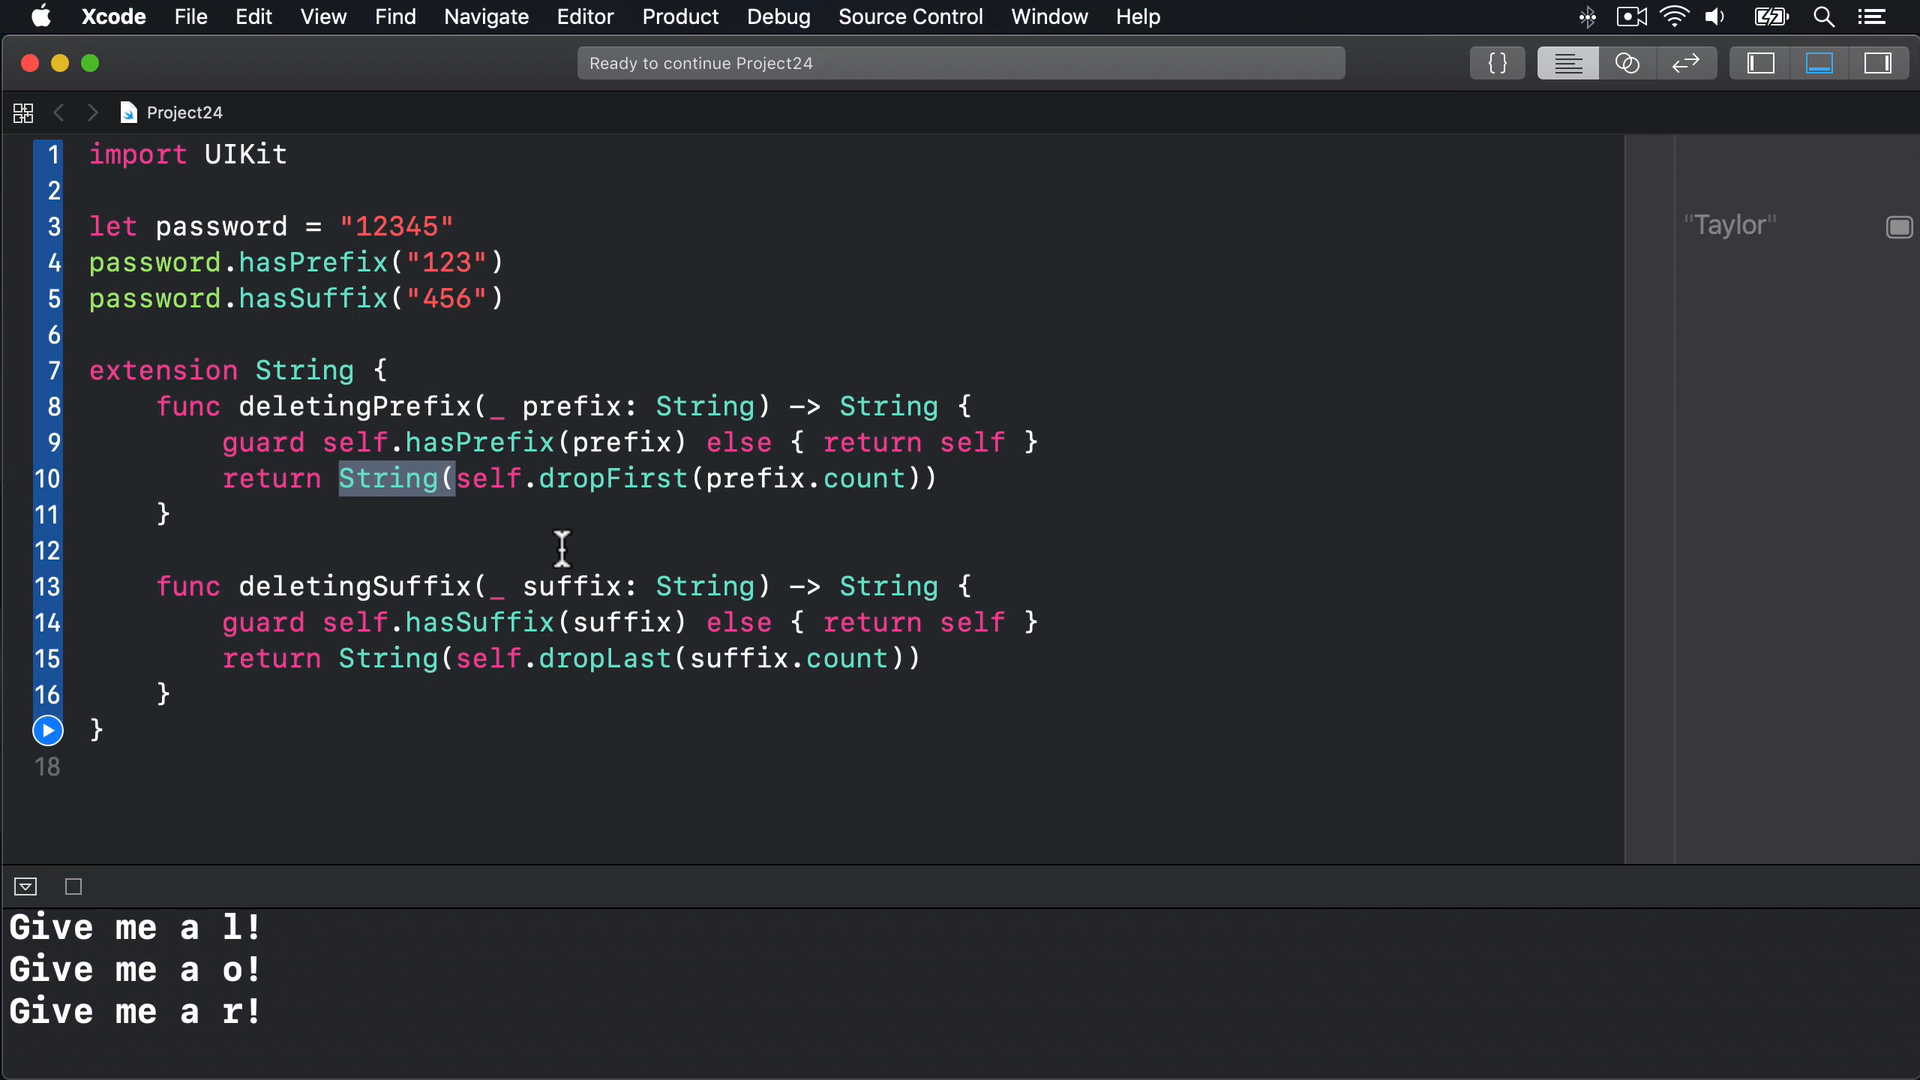 Xcode File Edit View Find Navigate Editor Product Debug Source Control Window Help
Ready to continue Project24
{ }
Project24
1 import UIKit
2
3 let password = "12345"
4 password.hasPrefix("123")
5 password.hasSuffix("456")
6
7 extension String {
8 func deletingPrefix(_ prefix: String) -> String {
9 guard self.hasPrefix(prefix) else { return self }
10 return String(self.dropFirst(prefix.count))
11 }
12
13 func deletingSuffix(_ suffix: String) -> String {
14 guard self.hasSuffix(suffix) else { return self }
15 return String(self.dropLast(suffix.count))
16 }
}
18
"Taylor"
Give me a l!
Give me a o!
Give me a r!